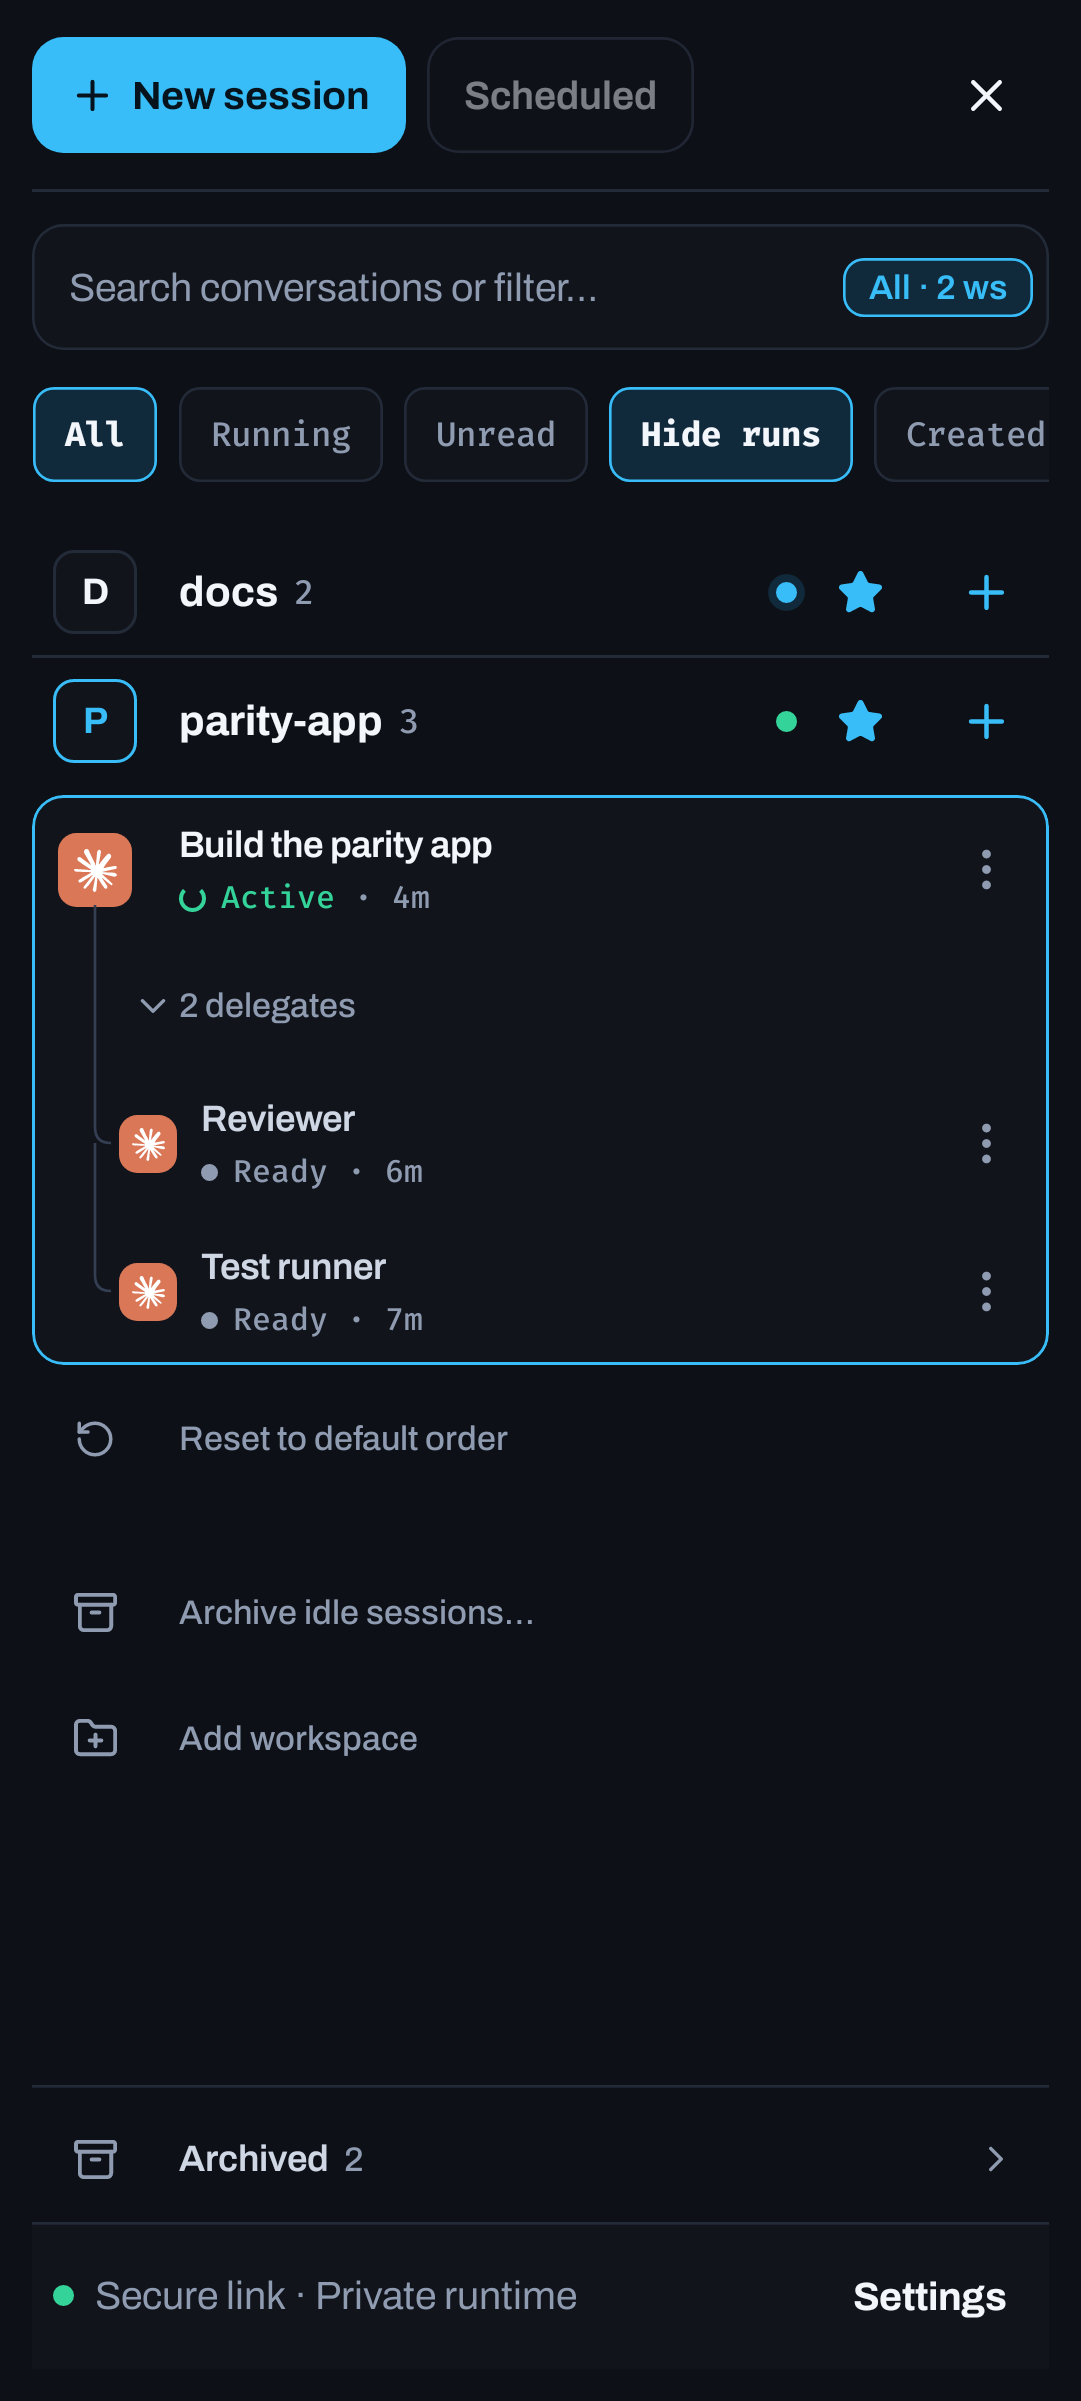 New session
Scheduled
Search conversations or filter...
All · 2 ws
All
Running
Unread
Hide runs
Created
D
docs 2
P
parity-app 3
Build the parity app
Active · 4m
2 delegates
Reviewer
Ready · 6m
Test runner
Ready · 7m
Reset to default order
Archive idle sessions...
Add workspace
Archived 2
Secure link · Private runtime
Settings